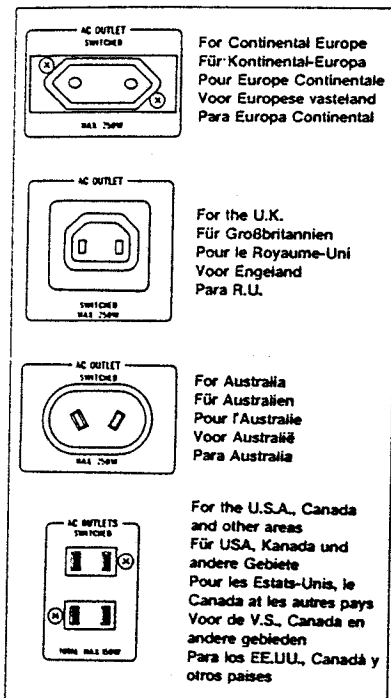 AC OUTLET
SWITCHED
MAX 250W
For Continental Europe
Für Kontinental-Europa
Pour Europe Continentale
Voor Europese vasteland
Para Europa Continental
AC OUTLET
SWITCHED
MAX 250W
For the U.K.
Für Großbritannien
Pour le Royaume-Uni
Voor Engeland
Para R.U.
AC OUTLET
SWITCHED
MAX 250W
For Australia
Für Australien
Pour l'Australie
Voor Australië
Para Australia
AC OUTLETS
SWITCHED
TOTAL MAX 150W
For the U.S.A., Canada
and other areas
Für USA, Kanada und
andere Gebiete
Pour les Estats-Unis, le
Canada at les autres pays
Voor de V.S., Canada en
andere gebieden
Para los EE.UU., Canadá y
otros paises